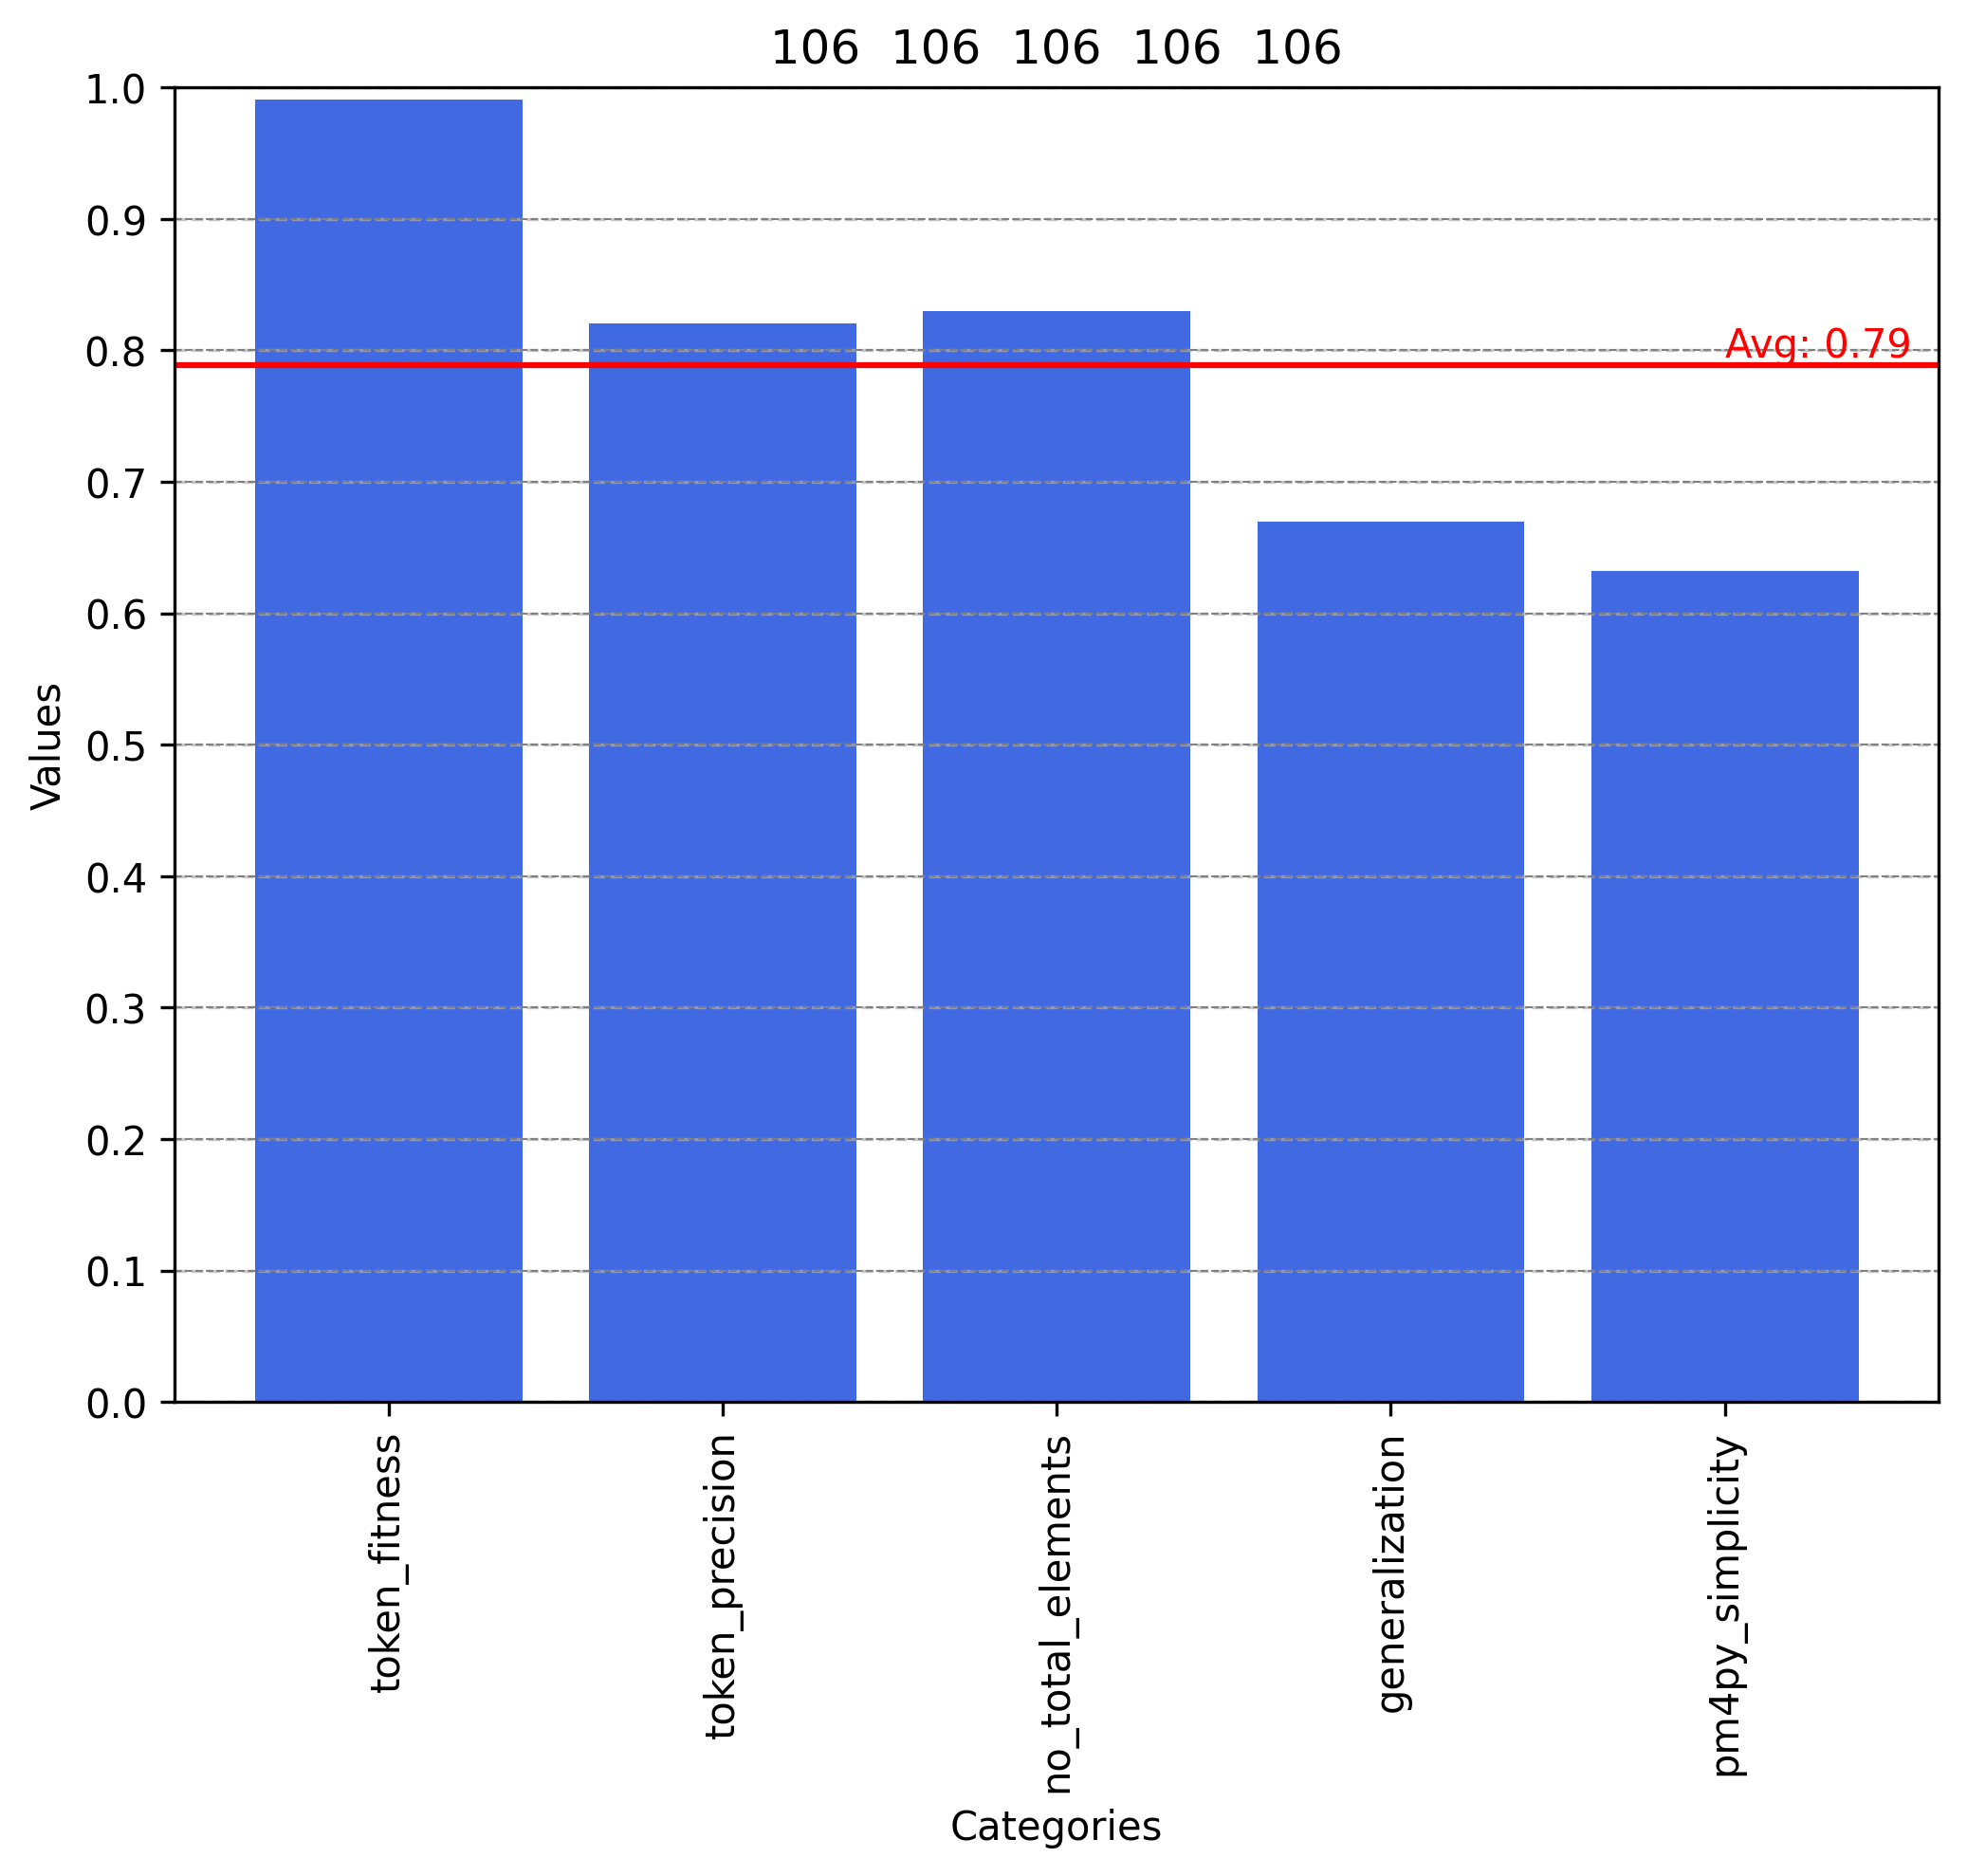 106 106 106 106 106
1.0
0.9
0.8
0.7
0.6
0.5
0.4
0.3
0.2
0.1
0.0
Values
Avg: 0.79
token_fitness
token_precision
no_total_elements
generalization
pm4py_simplicity
Categories